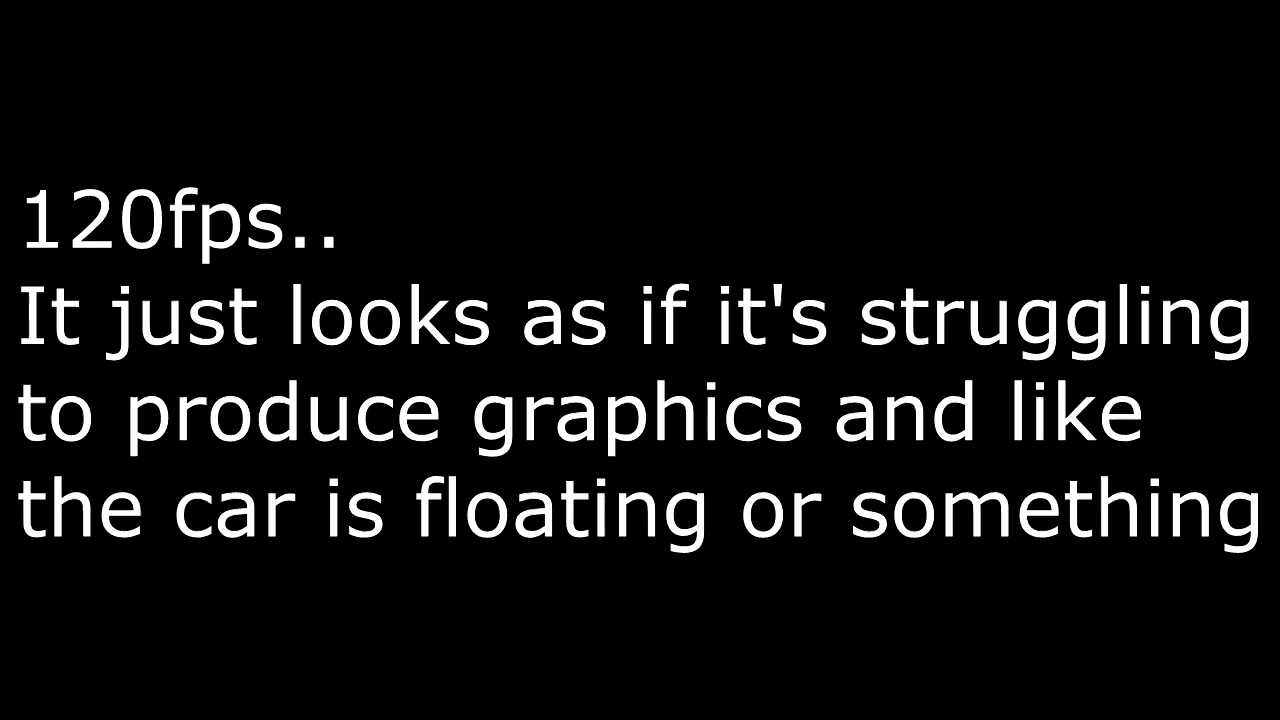 120fps..
It just looks as if it's struggling
to produce graphics and like
the car is floating or something